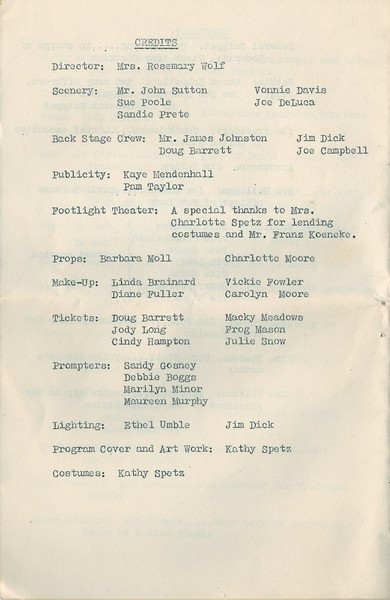 CREDITS
Director: Mrs. Rosemary Wolf
Scenery: Mr. John Sutton Vonnie Davis
Sue Poole Joe DeLuca
Sandie Prete
Back Stage Crew: Mr. James Johnston Jim Dick
Doug Barrett Joe Campbell
Publicity: Kaye Mendenhall
Pam Taylor
Footlight Theater: A special thanks to Mrs.
Charlotte Spetz for lending
costumes and Mr. Franz Koeneke.
Props: Barbara Moll Charlotte Moore
Make-Up: Linda Brainard Vickie Fowler
Diane Fuller Carolyn Moore
Tickets: Doug Barrett Macky Meadows
Jody Long Frog Mason
Cindy Hampton Julie Snow
Prompters: Sandy Gosney
Debbie Boggs
Marilyn Minor
Maureen Murphy
Lighting: Ethel Umble Jim Dick
Program Cover and Art Work: Kathy Spetz
Costumes: Kathy Spetz